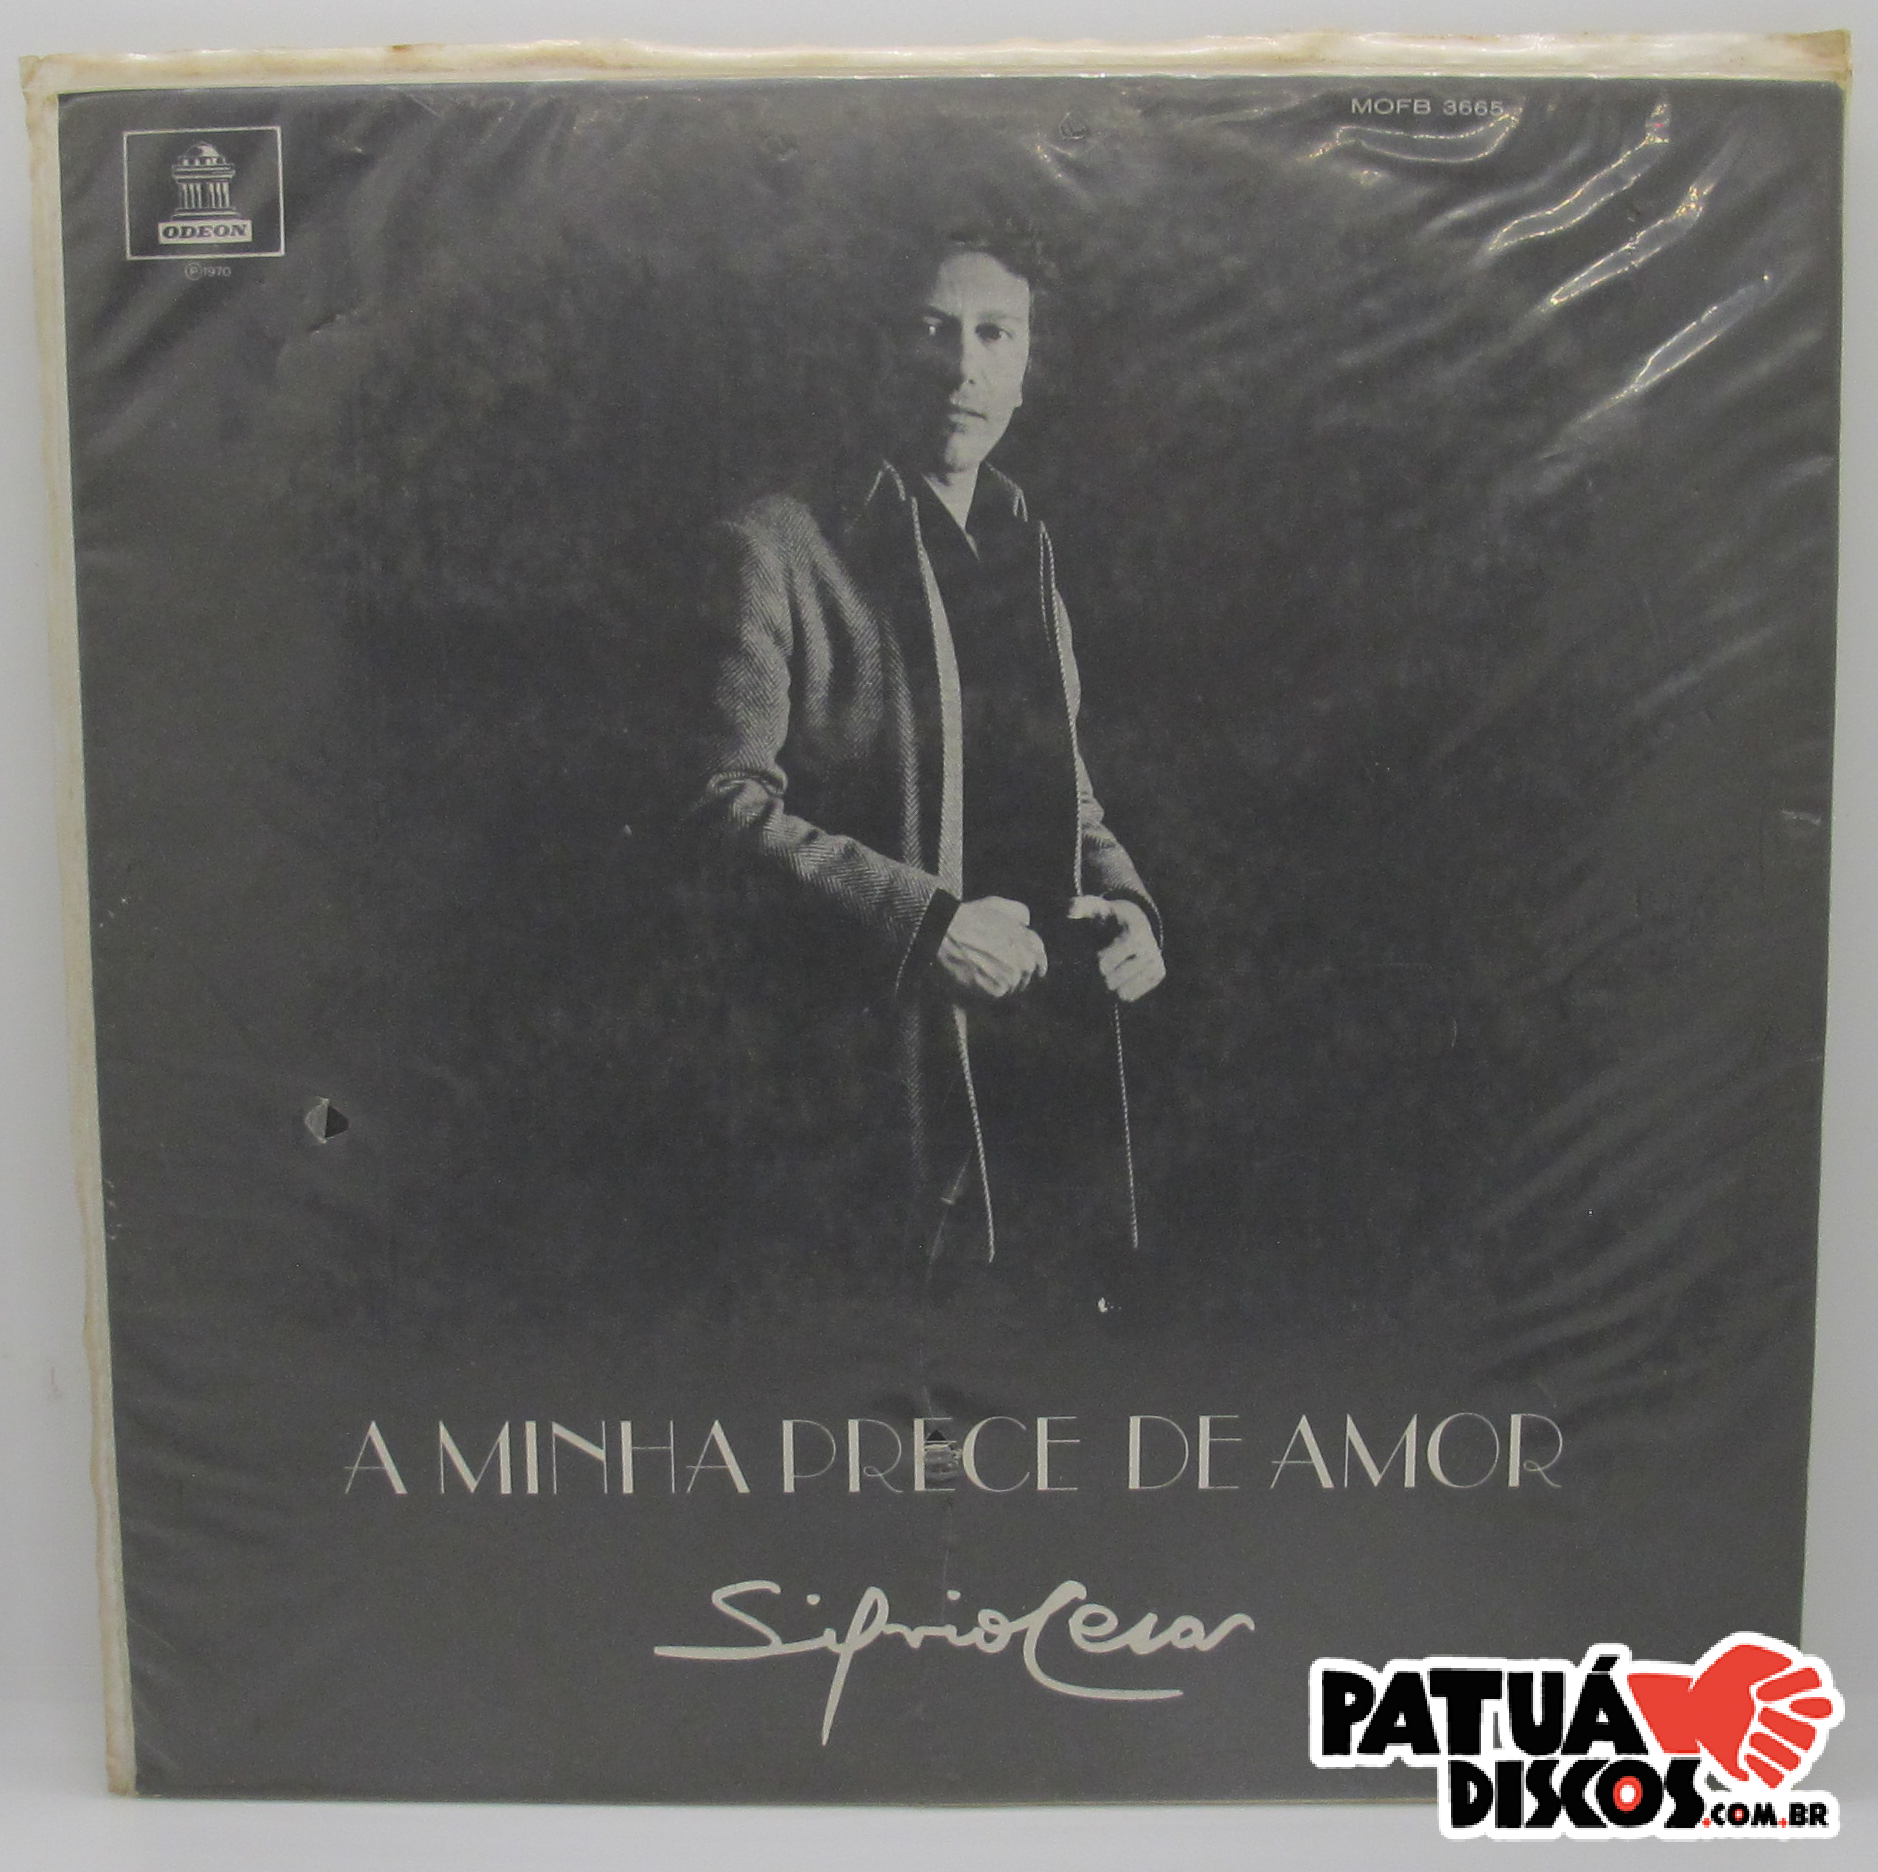 MOFB 3665
ODEON
℗1970
A MINHA PRECE DE AMOR
Silvio Cesar
PATUÁ
DISCOS
.COM.BR